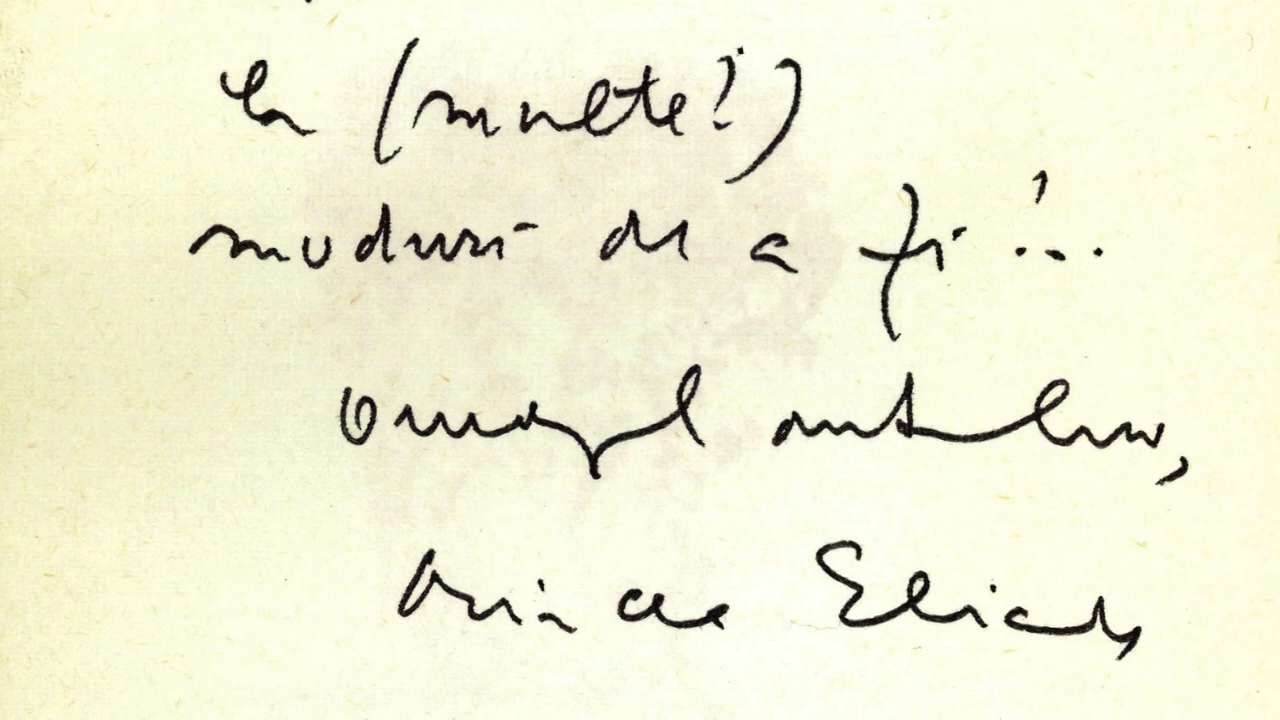 la (multe!)
moduri de a fi!...
omagiul autorului,
Mircea Eliade